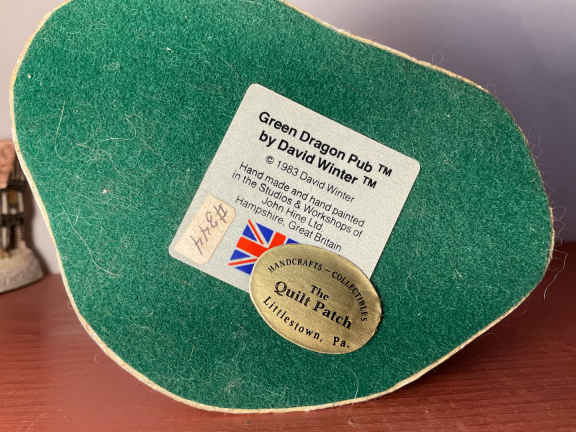 Green Dragon Pub ™
by David Winter ™
© 1983 David Winter
Hand made and hand painted
in the Studios & Workshops of
John Hine Ltd.
Hampshire, Great Britain
#344
HANDCRAFTS - COLLECTIBLES
The
Quilt Patch
Littlestown, Pa.